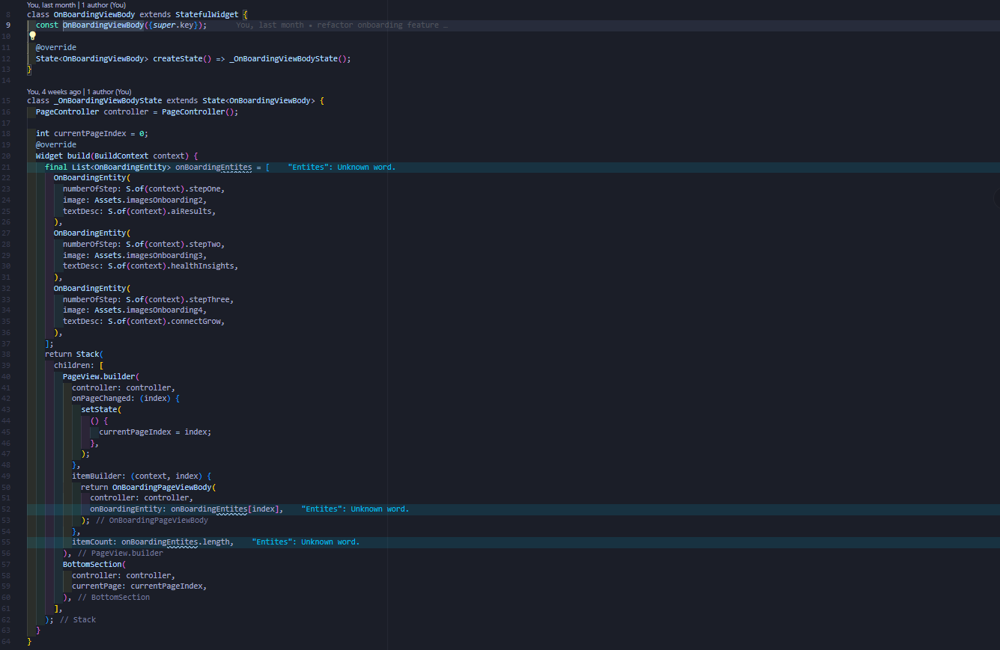 You, last month | 1 author (You)
8 class OnBoardingViewBody extends StatefulWidget {
9 const OnBoardingViewBody({super.key}); You, last month • refactor onboarding feature …
10
11 @override
12 State<OnBoardingViewBody> createState() => _OnBoardingViewBodyState();
13 }
14
You, 4 weeks ago | 1 author (You)
15 class _OnBoardingViewBodyState extends State<OnBoardingViewBody> {
16 PageController controller = PageController();
17
18 int currentPageIndex = 0;
19 @override
20 Widget build(BuildContext context) {
21 final List<OnBoardingEntity> onBoardingEntites = [ "Entites": Unknown word.
22 OnBoardingEntity(
23 numberOfStep: S.of(context).stepOne,
24 image: Assets.imagesOnboarding2,
25 textDesc: S.of(context).aiResults,
26 ),
27 OnBoardingEntity(
28 numberOfStep: S.of(context).stepTwo,
29 image: Assets.imagesOnboarding3,
30 textDesc: S.of(context).healthInsights,
31 ),
32 OnBoardingEntity(
33 numberOfStep: S.of(context).stepThree,
34 image: Assets.imagesOnboarding4,
35 textDesc: S.of(context).connectGrow,
36 ),
37 ];
38 return Stack(
39 children: [
40 PageView.builder(
41 controller: controller,
42 onPageChanged: (index) {
43 setState(
44 () {
45 currentPageIndex = index;
46 },
47 );
48 },
49 itemBuilder: (context, index) {
50 return OnBoardingPageViewBody(
51 controller: controller,
52 onBoardingEntity: onBoardingEntites[index], "Entites": Unknown word.
53 ); // OnBoardingPageViewBody
54 },
55 itemCount: onBoardingEntites.length, "Entites": Unknown word.
56 ), // PageView.builder
57 BottomSection(
58 controller: controller,
59 currentPage: currentPageIndex,
60 ), // BottomSection
61 ],
62 ); // Stack
63 }
64 }